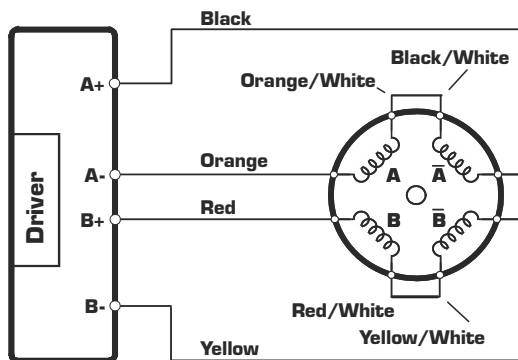 Black
Black/White
Orange/White
A+
Orange
A-
A
A̅
Driver
Red
B+
B
B̅
B-
Red/White
Yellow/White
Yellow